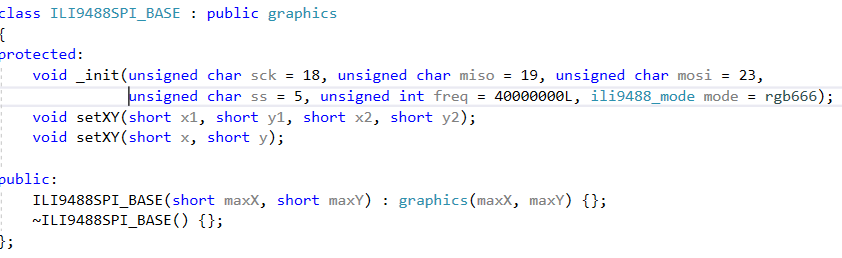 class ILI9488SPI_BASE : public graphics
{
protected:
void _init(unsigned char sck = 18, unsigned char miso = 19, unsigned char mosi = 23,
unsigned char ss = 5, unsigned int freq = 40000000L, ili9488_mode mode = rgb666);
void setXY(short x1, short y1, short x2, short y2);
void setXY(short x, short y);
public:
ILI9488SPI_BASE(short maxX, short maxY) : graphics(maxX, maxY) {};
~ILI9488SPI_BASE() {};
};